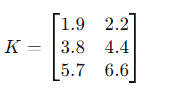 K = [1.9 2.2
3.8 4.4
5.7 6.6]